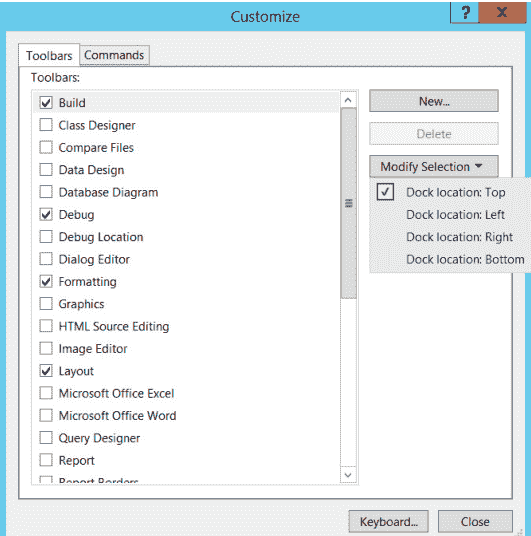 Customize
?
X
Toolbars
Commands
Toolbars:
Build
Class Designer
Compare Files
Data Design
Database Diagram
Debug
Debug Location
Dialog Editor
Formatting
Graphics
HTML Source Editing
Image Editor
Layout
Microsoft Office Excel
Microsoft Office Word
Query Designer
Report
Report Borders
New...
Delete
Modify Selection
Dock location: Top
Dock location: Left
Dock location: Right
Dock location: Bottom
Keyboard...
Close